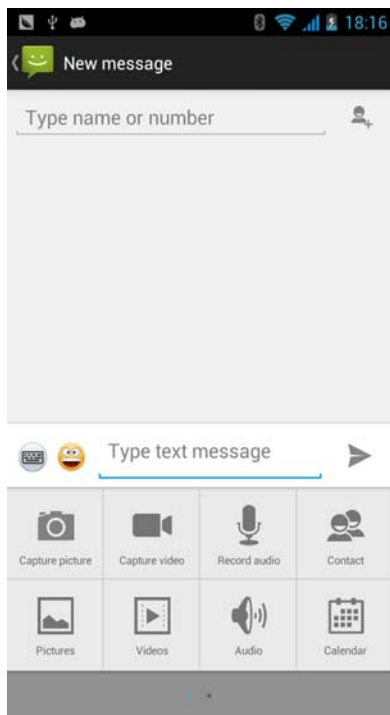 18:16
New message
Type name or number
Type text message
Capture picture Capture video Record audio Contact
Pictures Videos Audio Calendar